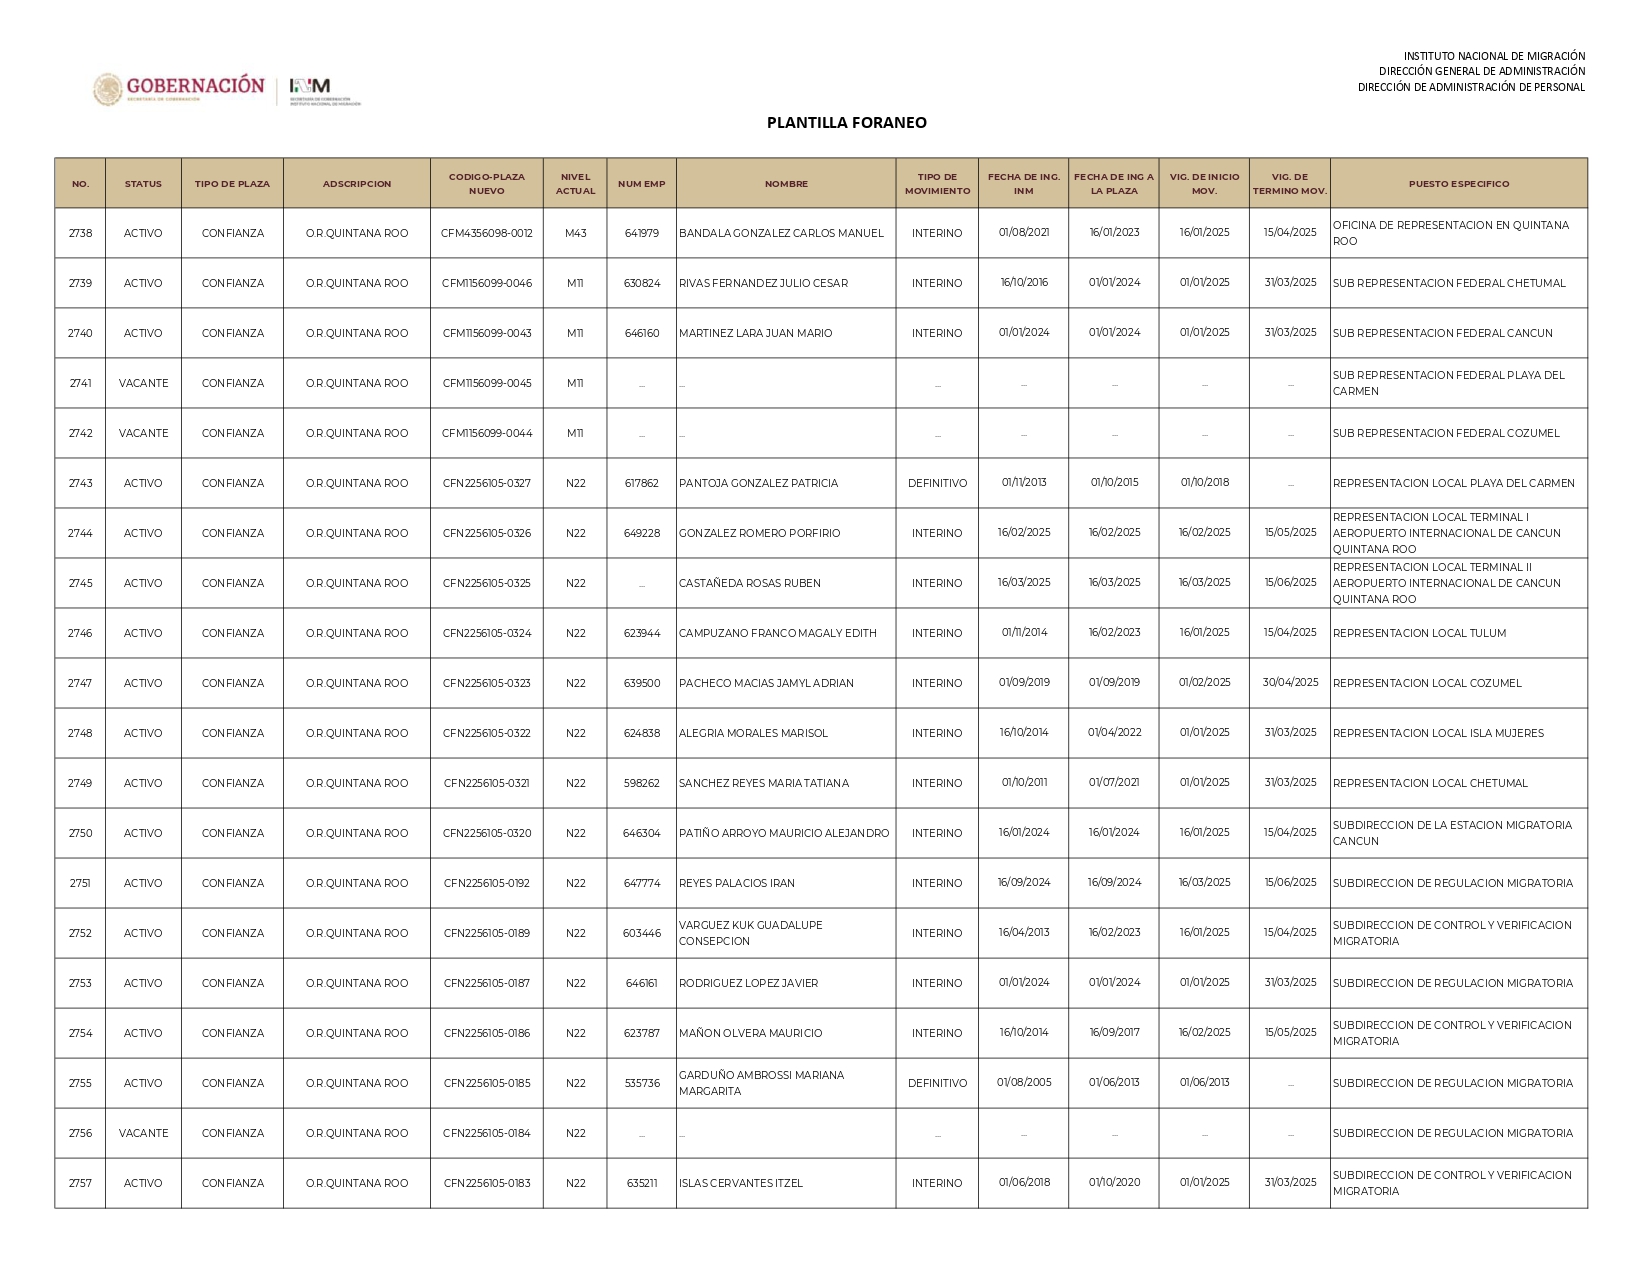 INSTITUTO NACIONAL DE MIGRACIÓN
DIRECCIÓN GENERAL DE ADMINISTRACIÓN
DIRECCIÓN DE ADMINISTRACIÓN DE PERSONAL
GOBERNACIÓN
SECRETARÍA DE GOBERNACIÓN
INM
SECRETARÍA DE GOBERNACIÓN
INSTITUTO NACIONAL DE MIGRACIÓN
PLANTILLA FORANEO
NO. STATUS TIPO DE PLAZA ADSCRIPCION CODIGO-PLAZA NUEVO NIVEL ACTUAL NUM EMP NOMBRE TIPO DE MOVIMIENTO FECHA DE ING. INM FECHA DE ING A LA PLAZA VIG. DE INICIO MOV. VIG. DE TERMINO MOV. PUESTO ESPECIFICO
2738 ACTIVO CONFIANZA O.R.QUINTANA ROO CFM4356098-0012 M43 641979 BANDALA GONZALEZ CARLOS MANUEL INTERINO 01/08/2021 16/01/2023 16/01/2025 15/04/2025 OFICINA DE REPRESENTACION EN QUINTANA ROO
2739 ACTIVO CONFIANZA O.R.QUINTANA ROO CFM1156099-0046 M11 630824 RIVAS FERNANDEZ JULIO CESAR INTERINO 16/10/2016 01/01/2024 01/01/2025 31/03/2025 SUB REPRESENTACION FEDERAL CHETUMAL
2740 ACTIVO CONFIANZA O.R.QUINTANA ROO CFM1156099-0043 M11 646160 MARTINEZ LARA JUAN MARIO INTERINO 01/01/2024 01/01/2024 01/01/2025 31/03/2025 SUB REPRESENTACION FEDERAL CANCUN
2741 VACANTE CONFIANZA O.R.QUINTANA ROO CFM1156099-0045 M11 ... ... ... ... ... ... ... SUB REPRESENTACION FEDERAL PLAYA DEL CARMEN
2742 VACANTE CONFIANZA O.R.QUINTANA ROO CFM1156099-0044 M11 ... ... ... ... ... ... ... SUB REPRESENTACION FEDERAL COZUMEL
2743 ACTIVO CONFIANZA O.R.QUINTANA ROO CFN2256105-0327 N22 617862 PANTOJA GONZALEZ PATRICIA DEFINITIVO 01/11/2013 01/10/2015 01/10/2018 ... REPRESENTACION LOCAL PLAYA DEL CARMEN
2744 ACTIVO CONFIANZA O.R.QUINTANA ROO CFN2256105-0326 N22 649228 GONZALEZ ROMERO PORFIRIO INTERINO 16/02/2025 16/02/2025 16/02/2025 15/05/2025 REPRESENTACION LOCAL TERMINAL I AEROPUERTO INTERNACIONAL DE CANCUN QUINTANA ROO
2745 ACTIVO CONFIANZA O.R.QUINTANA ROO CFN2256105-0325 N22 ... CASTAÑEDA ROSAS RUBEN INTERINO 16/03/2025 16/03/2025 16/03/2025 15/06/2025 REPRESENTACION LOCAL TERMINAL II AEROPUERTO INTERNACIONAL DE CANCUN QUINTANA ROO
2746 ACTIVO CONFIANZA O.R.QUINTANA ROO CFN2256105-0324 N22 623944 CAMPUZANO FRANCO MAGALY EDITH INTERINO 01/11/2014 16/02/2023 16/01/2025 15/04/2025 REPRESENTACION LOCAL TULUM
2747 ACTIVO CONFIANZA O.R.QUINTANA ROO CFN2256105-0323 N22 639500 PACHECO MACIAS JAMYL ADRIAN INTERINO 01/09/2019 01/09/2019 01/02/2025 30/04/2025 REPRESENTACION LOCAL COZUMEL
2748 ACTIVO CONFIANZA O.R.QUINTANA ROO CFN2256105-0322 N22 624838 ALEGRIA MORALES MARISOL INTERINO 16/10/2014 01/04/2022 01/01/2025 31/03/2025 REPRESENTACION LOCAL ISLA MUJERES
2749 ACTIVO CONFIANZA O.R.QUINTANA ROO CFN2256105-0321 N22 598262 SANCHEZ REYES MARIA TATIANA INTERINO 01/10/2011 01/07/2021 01/01/2025 31/03/2025 REPRESENTACION LOCAL CHETUMAL
2750 ACTIVO CONFIANZA O.R.QUINTANA ROO CFN2256105-0320 N22 646304 PATIÑO ARROYO MAURICIO ALEJANDRO INTERINO 16/01/2024 16/01/2024 16/01/2025 15/04/2025 SUBDIRECCION DE LA ESTACION MIGRATORIA CANCUN
2751 ACTIVO CONFIANZA O.R.QUINTANA ROO CFN2256105-0192 N22 647774 REYES PALACIOS IRAN INTERINO 16/09/2024 16/09/2024 16/03/2025 15/06/2025 SUBDIRECCION DE REGULACION MIGRATORIA
2752 ACTIVO CONFIANZA O.R.QUINTANA ROO CFN2256105-0189 N22 603446 VARGUEZ KUK GUADALUPE CONSEPCION INTERINO 16/04/2013 16/02/2023 16/01/2025 15/04/2025 SUBDIRECCION DE CONTROL Y VERIFICACION MIGRATORIA
2753 ACTIVO CONFIANZA O.R.QUINTANA ROO CFN2256105-0187 N22 646161 RODRIGUEZ LOPEZ JAVIER INTERINO 01/01/2024 01/01/2024 01/01/2025 31/03/2025 SUBDIRECCION DE REGULACION MIGRATORIA
2754 ACTIVO CONFIANZA O.R.QUINTANA ROO CFN2256105-0186 N22 623787 MAÑON OLVERA MAURICIO INTERINO 16/10/2014 16/09/2017 16/02/2025 15/05/2025 SUBDIRECCION DE CONTROL Y VERIFICACION MIGRATORIA
2755 ACTIVO CONFIANZA O.R.QUINTANA ROO CFN2256105-0185 N22 535736 GARDUÑO AMBROSSI MARIANA MARGARITA DEFINITIVO 01/08/2005 01/06/2013 01/06/2013 ... SUBDIRECCION DE REGULACION MIGRATORIA
2756 VACANTE CONFIANZA O.R.QUINTANA ROO CFN2256105-0184 N22 ... ... ... ... ... ... ... SUBDIRECCION DE REGULACION MIGRATORIA
2757 ACTIVO CONFIANZA O.R.QUINTANA ROO CFN2256105-0183 N22 635211 ISLAS CERVANTES ITZEL INTERINO 01/06/2018 01/10/2020 01/01/2025 31/03/2025 SUBDIRECCION DE CONTROL Y VERIFICACION MIGRATORIA